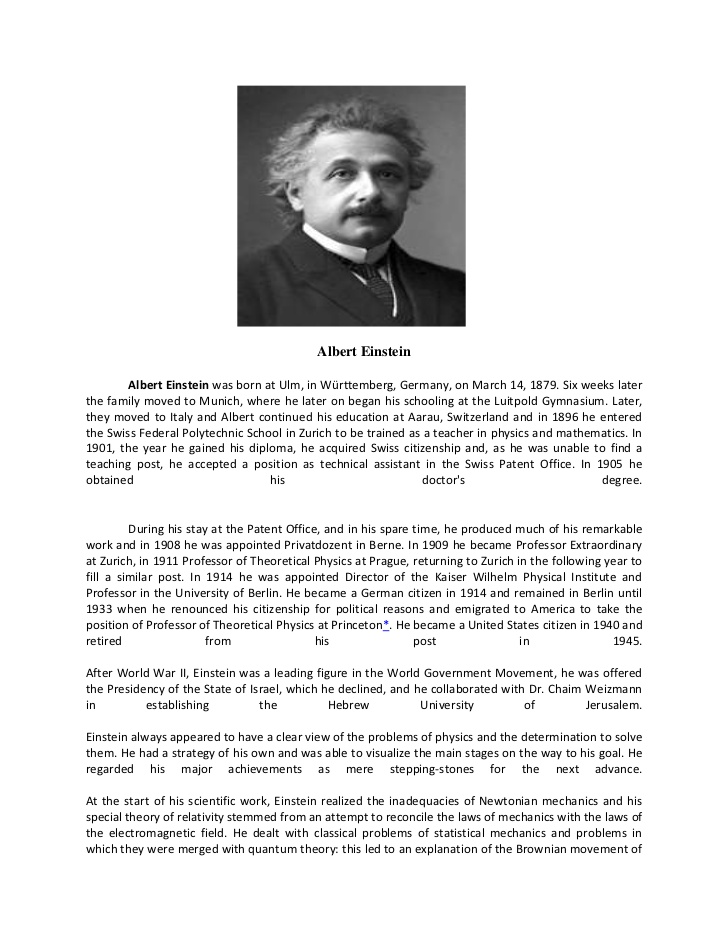 Albert Einstein
Albert Einstein was born at Ulm, in Württemberg, Germany, on March 14, 1879. Six weeks later
the family moved to Munich, where he later on began his schooling at the Luitpold Gymnasium. Later,
they moved to Italy and Albert continued his education at Aarau, Switzerland and in 1896 he entered
the Swiss Federal Polytechnic School in Zurich to be trained as a teacher in physics and mathematics. In
1901, the year he gained his diploma, he acquired Swiss citizenship and, as he was unable to find a
teaching post, he accepted a position as technical assistant in the Swiss Patent Office. In 1905 he
obtained his doctor's degree.
During his stay at the Patent Office, and in his spare time, he produced much of his remarkable
work and in 1908 he was appointed Privatdozent in Berne. In 1909 he became Professor Extraordinary
at Zurich, in 1911 Professor of Theoretical Physics at Prague, returning to Zurich in the following year to
fill a similar post. In 1914 he was appointed Director of the Kaiser Wilhelm Physical Institute and
Professor in the University of Berlin. He became a German citizen in 1914 and remained in Berlin until
1933 when he renounced his citizenship for political reasons and emigrated to America to take the
position of Professor of Theoretical Physics at Princeton*. He became a United States citizen in 1940 and
retired from his post in 1945.
After World War II, Einstein was a leading figure in the World Government Movement, he was offered
the Presidency of the State of Israel, which he declined, and he collaborated with Dr. Chaim Weizmann
in establishing the Hebrew University of Jerusalem.
Einstein always appeared to have a clear view of the problems of physics and the determination to solve
them. He had a strategy of his own and was able to visualize the main stages on the way to his goal. He
regarded his major achievements as mere stepping-stones for the next advance.
At the start of his scientific work, Einstein realized the inadequacies of Newtonian mechanics and his
special theory of relativity stemmed from an attempt to reconcile the laws of mechanics with the laws of
the electromagnetic field. He dealt with classical problems of statistical mechanics and problems in
which they were merged with quantum theory: this led to an explanation of the Brownian movement of